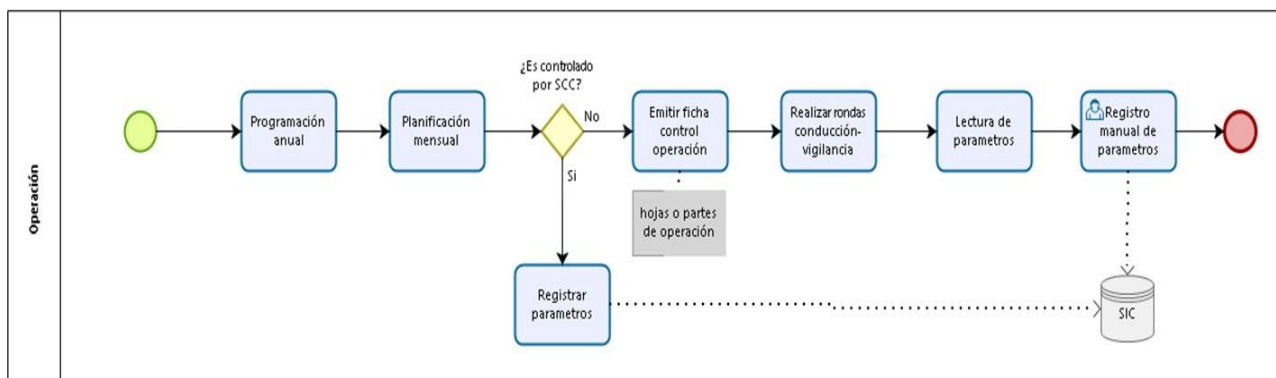 Operación
Programación
anual
Planificación
mensual
¿Es controlado
por SCC?
No
Si
Emitir ficha
control
operación
hojas o partes
de operación
Realizar rondas
conducción-
vigilancia
Lectura de
parametros
Registro
manual de
parametros
Registrar
parametros
SIC